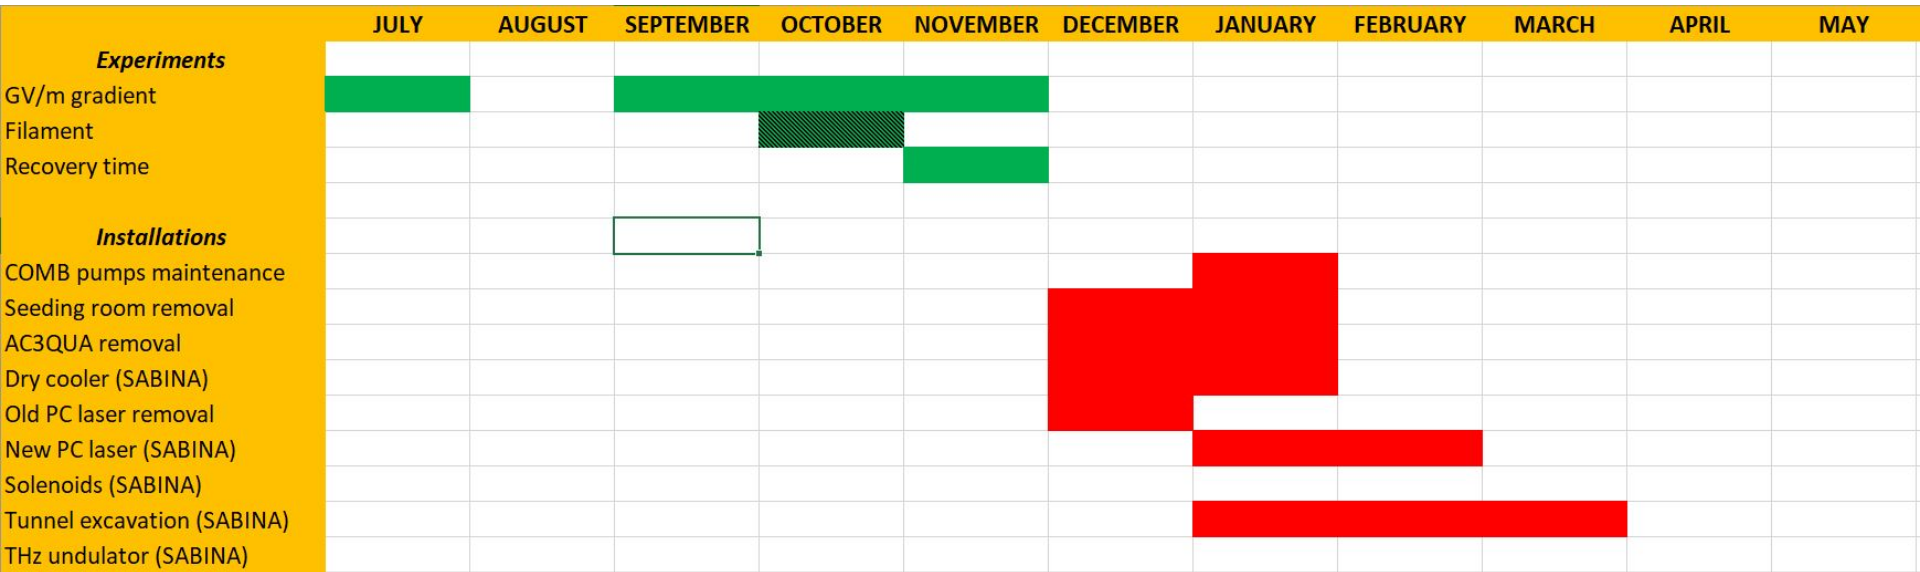 JULY AUGUST SEPTEMBER OCTOBER NOVEMBER DECEMBER JANUARY FEBRUARY MARCH APRIL MAY
Experiments
GV/m gradient
Filament
Recovery time
Installations
COMB pumps maintenance
Seeding room removal
AC3QUA removal
Dry cooler (SABINA)
Old PC laser removal
New PC laser (SABINA)
Solenoids (SABINA)
Tunnel excavation (SABINA)
THz undulator (SABINA)